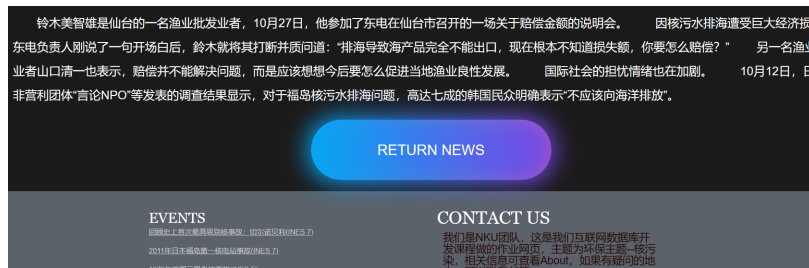 铃木美智雄是仙台的一名渔业批发业者，10月27日，他参加了东电在仙台市召开的一场关于赔偿金额的说明会。 因核污水排海遭受巨大经济损
东电负责人刚说了一句开场白后，鈴木就将其打断并质问道：“排海导致海产品完全不能出口，现在根本不知道损失额，你要怎么赔偿？” 另一名渔业
业者山口清一也表示，赔偿并不能解决问题，而是应该想想今后要怎么促进当地渔业良性发展。 国际社会的担忧情绪也在加剧。 10月12日，日
非营利团体“言论NPO”等发表的调查结果显示，对于福岛核污水排海问题，高达七成的韩国民众明确表示“不应该向海洋排放”。
RETURN NEWS
EVENTS
回顾史上首次最高级别核事故：切尔诺贝利(INES 7)
2011年日本福岛第一核电站事故(INES 7)
CONTACT US
我们是NKU团队，这是我们互联网数据库开
发课程做的作业网页，主题为环保主题--核污
染，相关信息可查看About，如果有疑问的地